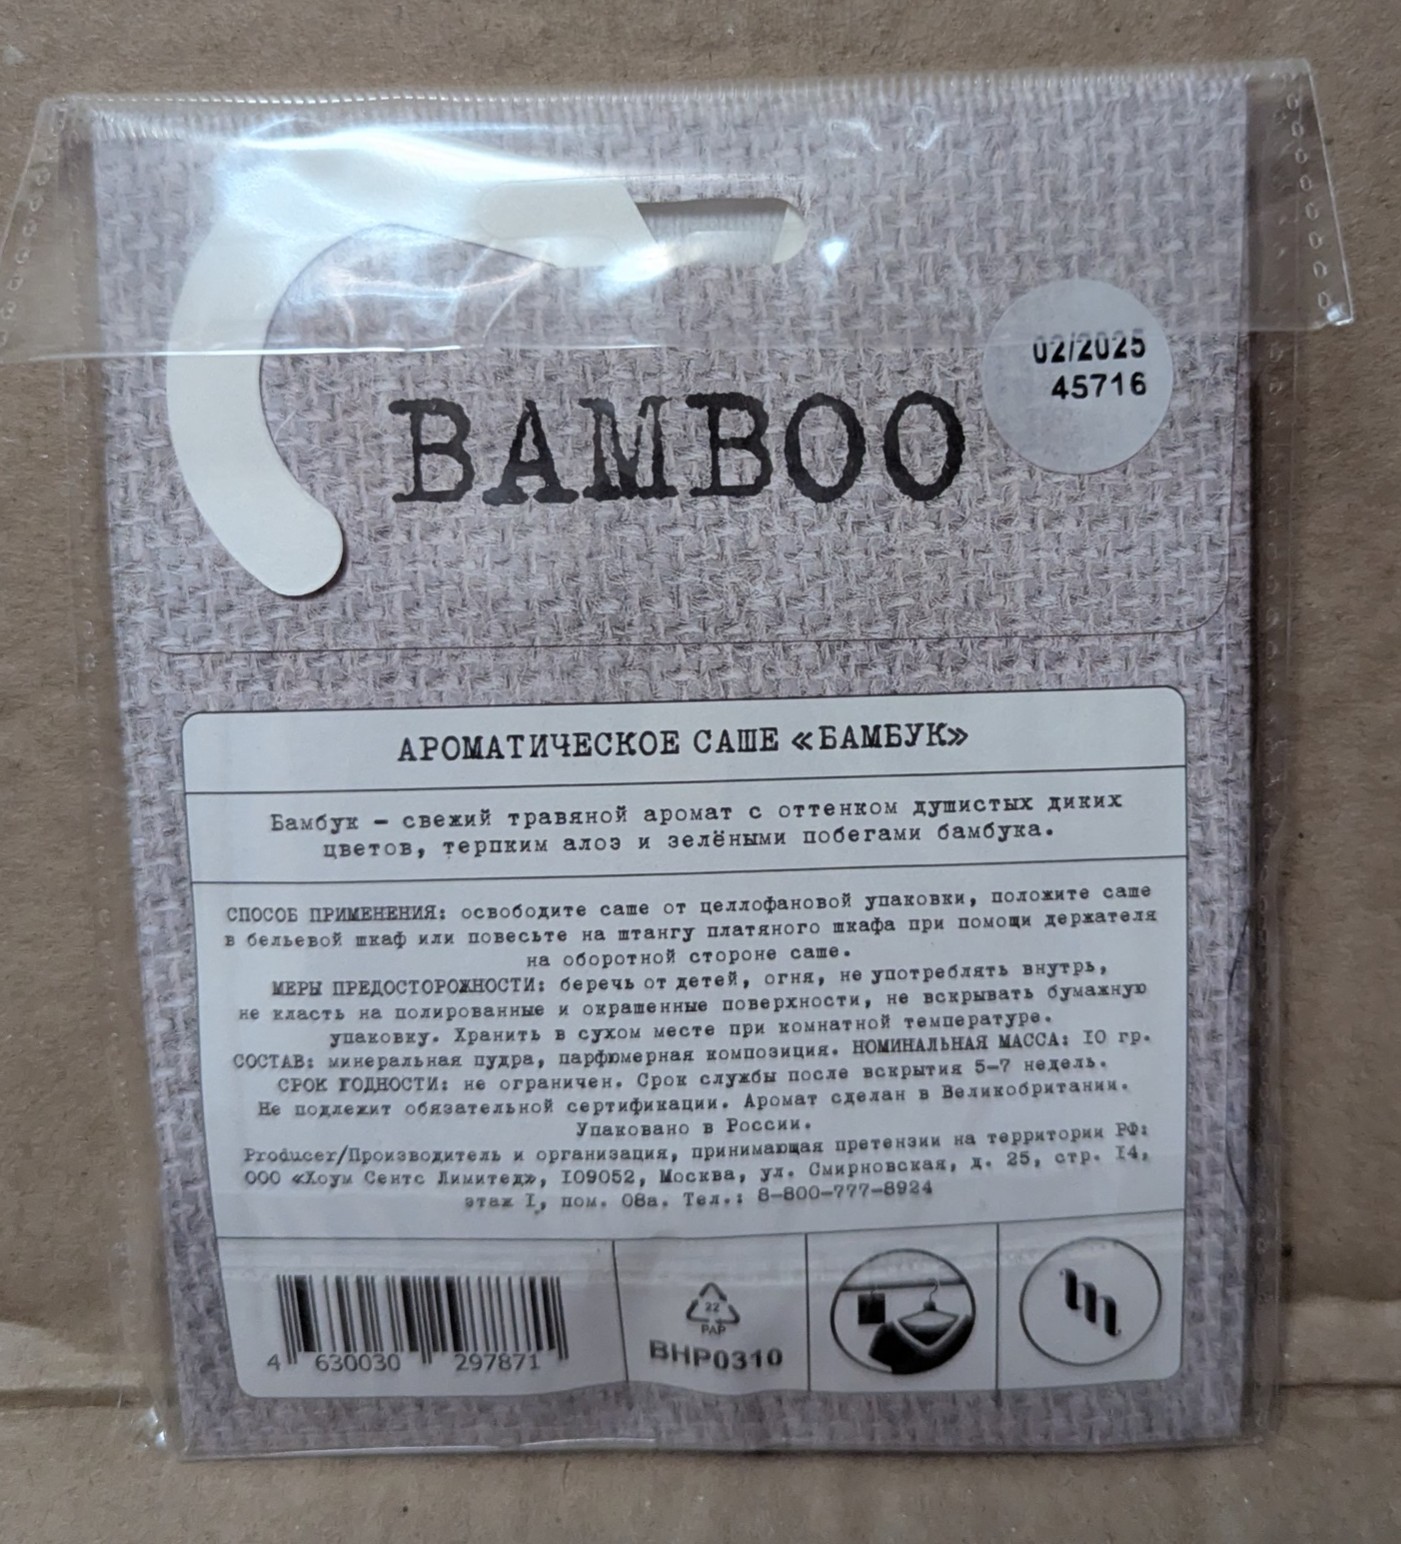 02/2025
45716
BAMBOO
АРОМАТИЧЕСКОЕ САШЕ «БАМБУК»
Бамбук – свежий травяной аромат с оттенком душистых диких
цветов, терпким алоэ и зелёными побегами бамбука.
СПОСОБ ПРИМЕНЕНИЯ: освободите саше от целлофановой упаковки, положите саше
в бельевой шкаф или повесьте на штангу платяного шкафа при помощи держателя
на оборотной стороне саше.
МЕРЫ ПРЕДОСТОРОЖНОСТИ: беречь от детей, огня, не употреблять внутрь,
не класть на полированные и окрашенные поверхности, не вскрывать бумажную
упаковку. Хранить в сухом месте при комнатной температуре.
СОСТАВ: минеральная пудра, парфюмерная композиция. НОМИНАЛЬНАЯ МАССА: 10 гр.
СРОК ГОДНОСТИ: не ограничен. Срок службы после вскрытия 5-7 недель.
Не подлежит обязательной сертификации. Аромат сделан в Великобритании.
Упаковано в России.
Producer/Производитель и организация, принимающая претензии на территории РФ:
ООО «Хоум Сентс Лимитед», 109052, Москва, ул. Смирновская, д. 25, стр. 14,
этаж 1, пом. 08а. Тел.: 8-800-777-8924
4 630030 297871
22
PAP
BHP0310